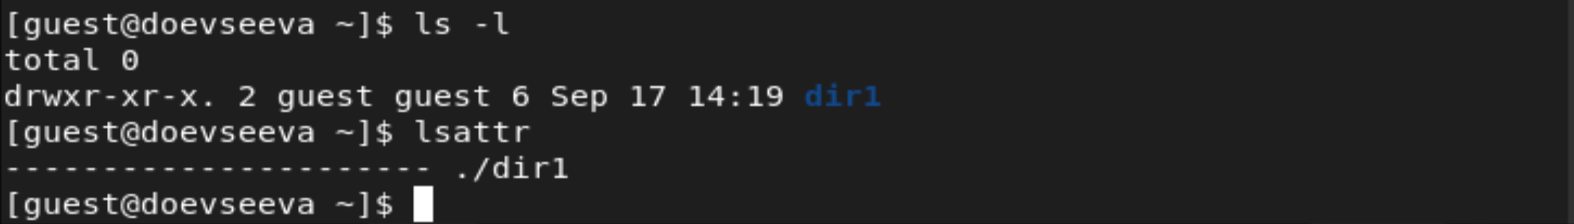 [guest@doevseeva ~]$ ls -l
total 0
drwxr-xr-x. 2 guest guest 6 Sep 17 14:19 dir1
[guest@doevseeva ~]$ lsattr
---------------------- ./dir1
[guest@doevseeva ~]$